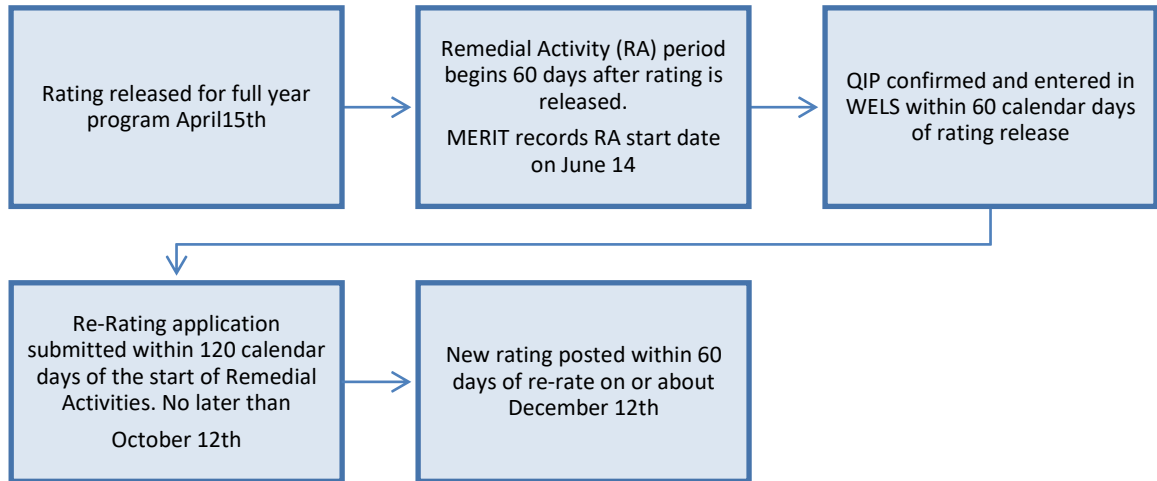 Rating released for full year
program April15th
Remedial Activity (RA) period
begins 60 days after rating is
released.
MERIT records RA start date
on June 14
QIP confirmed and entered in
WELS within 60 calendar days
of rating release
Re-Rating application
submitted within 120 calendar
days of the start of Remedial
Activities. No later than
October 12th
New rating posted within 60
days of re-rate on or about
December 12th